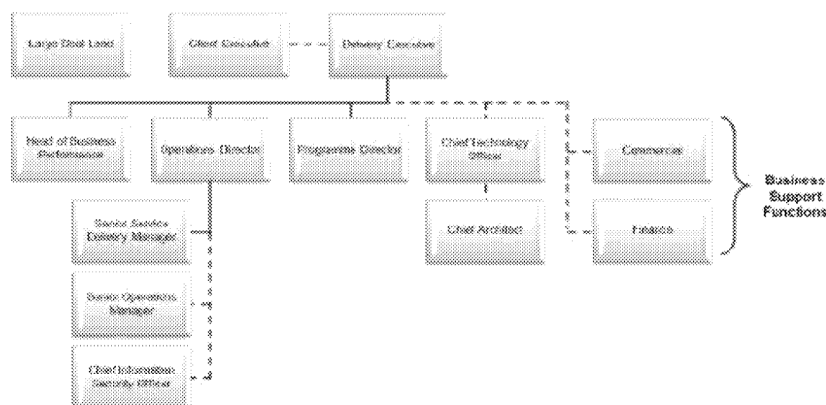 Large Deal Lead
Client Executive
Delivery Executive
Head of Business
Performance
Operations Director
Programme Director
Chief Technology
Officer
Commercial
Senior Service
Delivery Manager
Chief Architect
Finance
Business
Support
Functions
Senior Operations
Manager
Chief Information
Security Officer